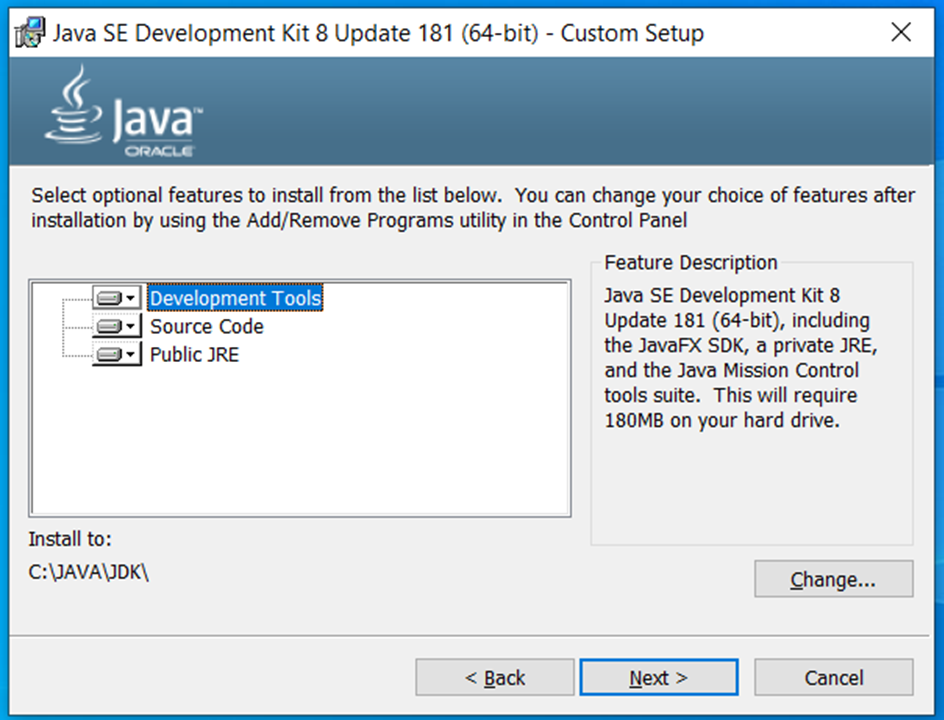 Java SE Development Kit 8 Update 181 (64-bit) - Custom Setup
Java™
ORACLE
Select optional features to install from the list below.  You can change your choice of features after
installation by using the Add/Remove Programs utility in the Control Panel
Development Tools
Source Code
Public JRE
Feature Description
Java SE Development Kit 8
Update 181 (64-bit), including
the JavaFX SDK, a private JRE,
and the Java Mission Control
tools suite.  This will require
180MB on your hard drive.
Install to:
C:\JAVA\JDK\
Change...
< Back
Next >
Cancel